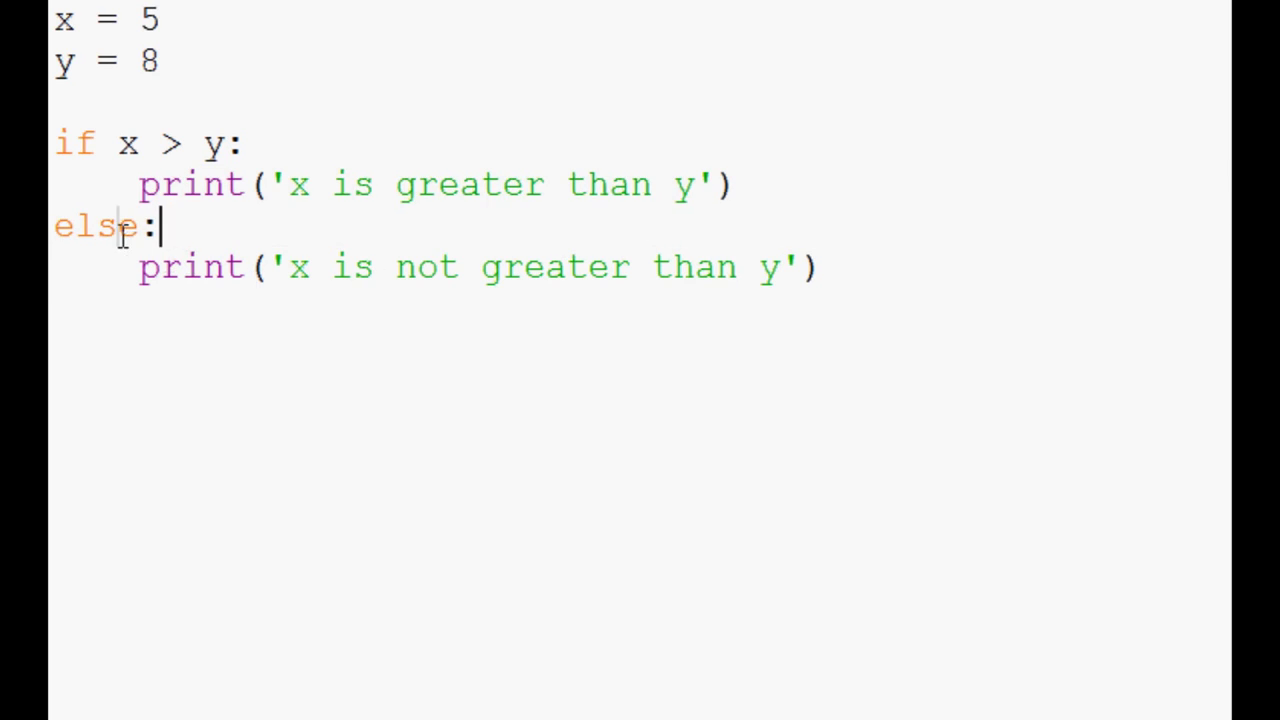 x = 5
y = 8
if x > y:
    print('x is greater than y')
else:
    print('x is not greater than y')